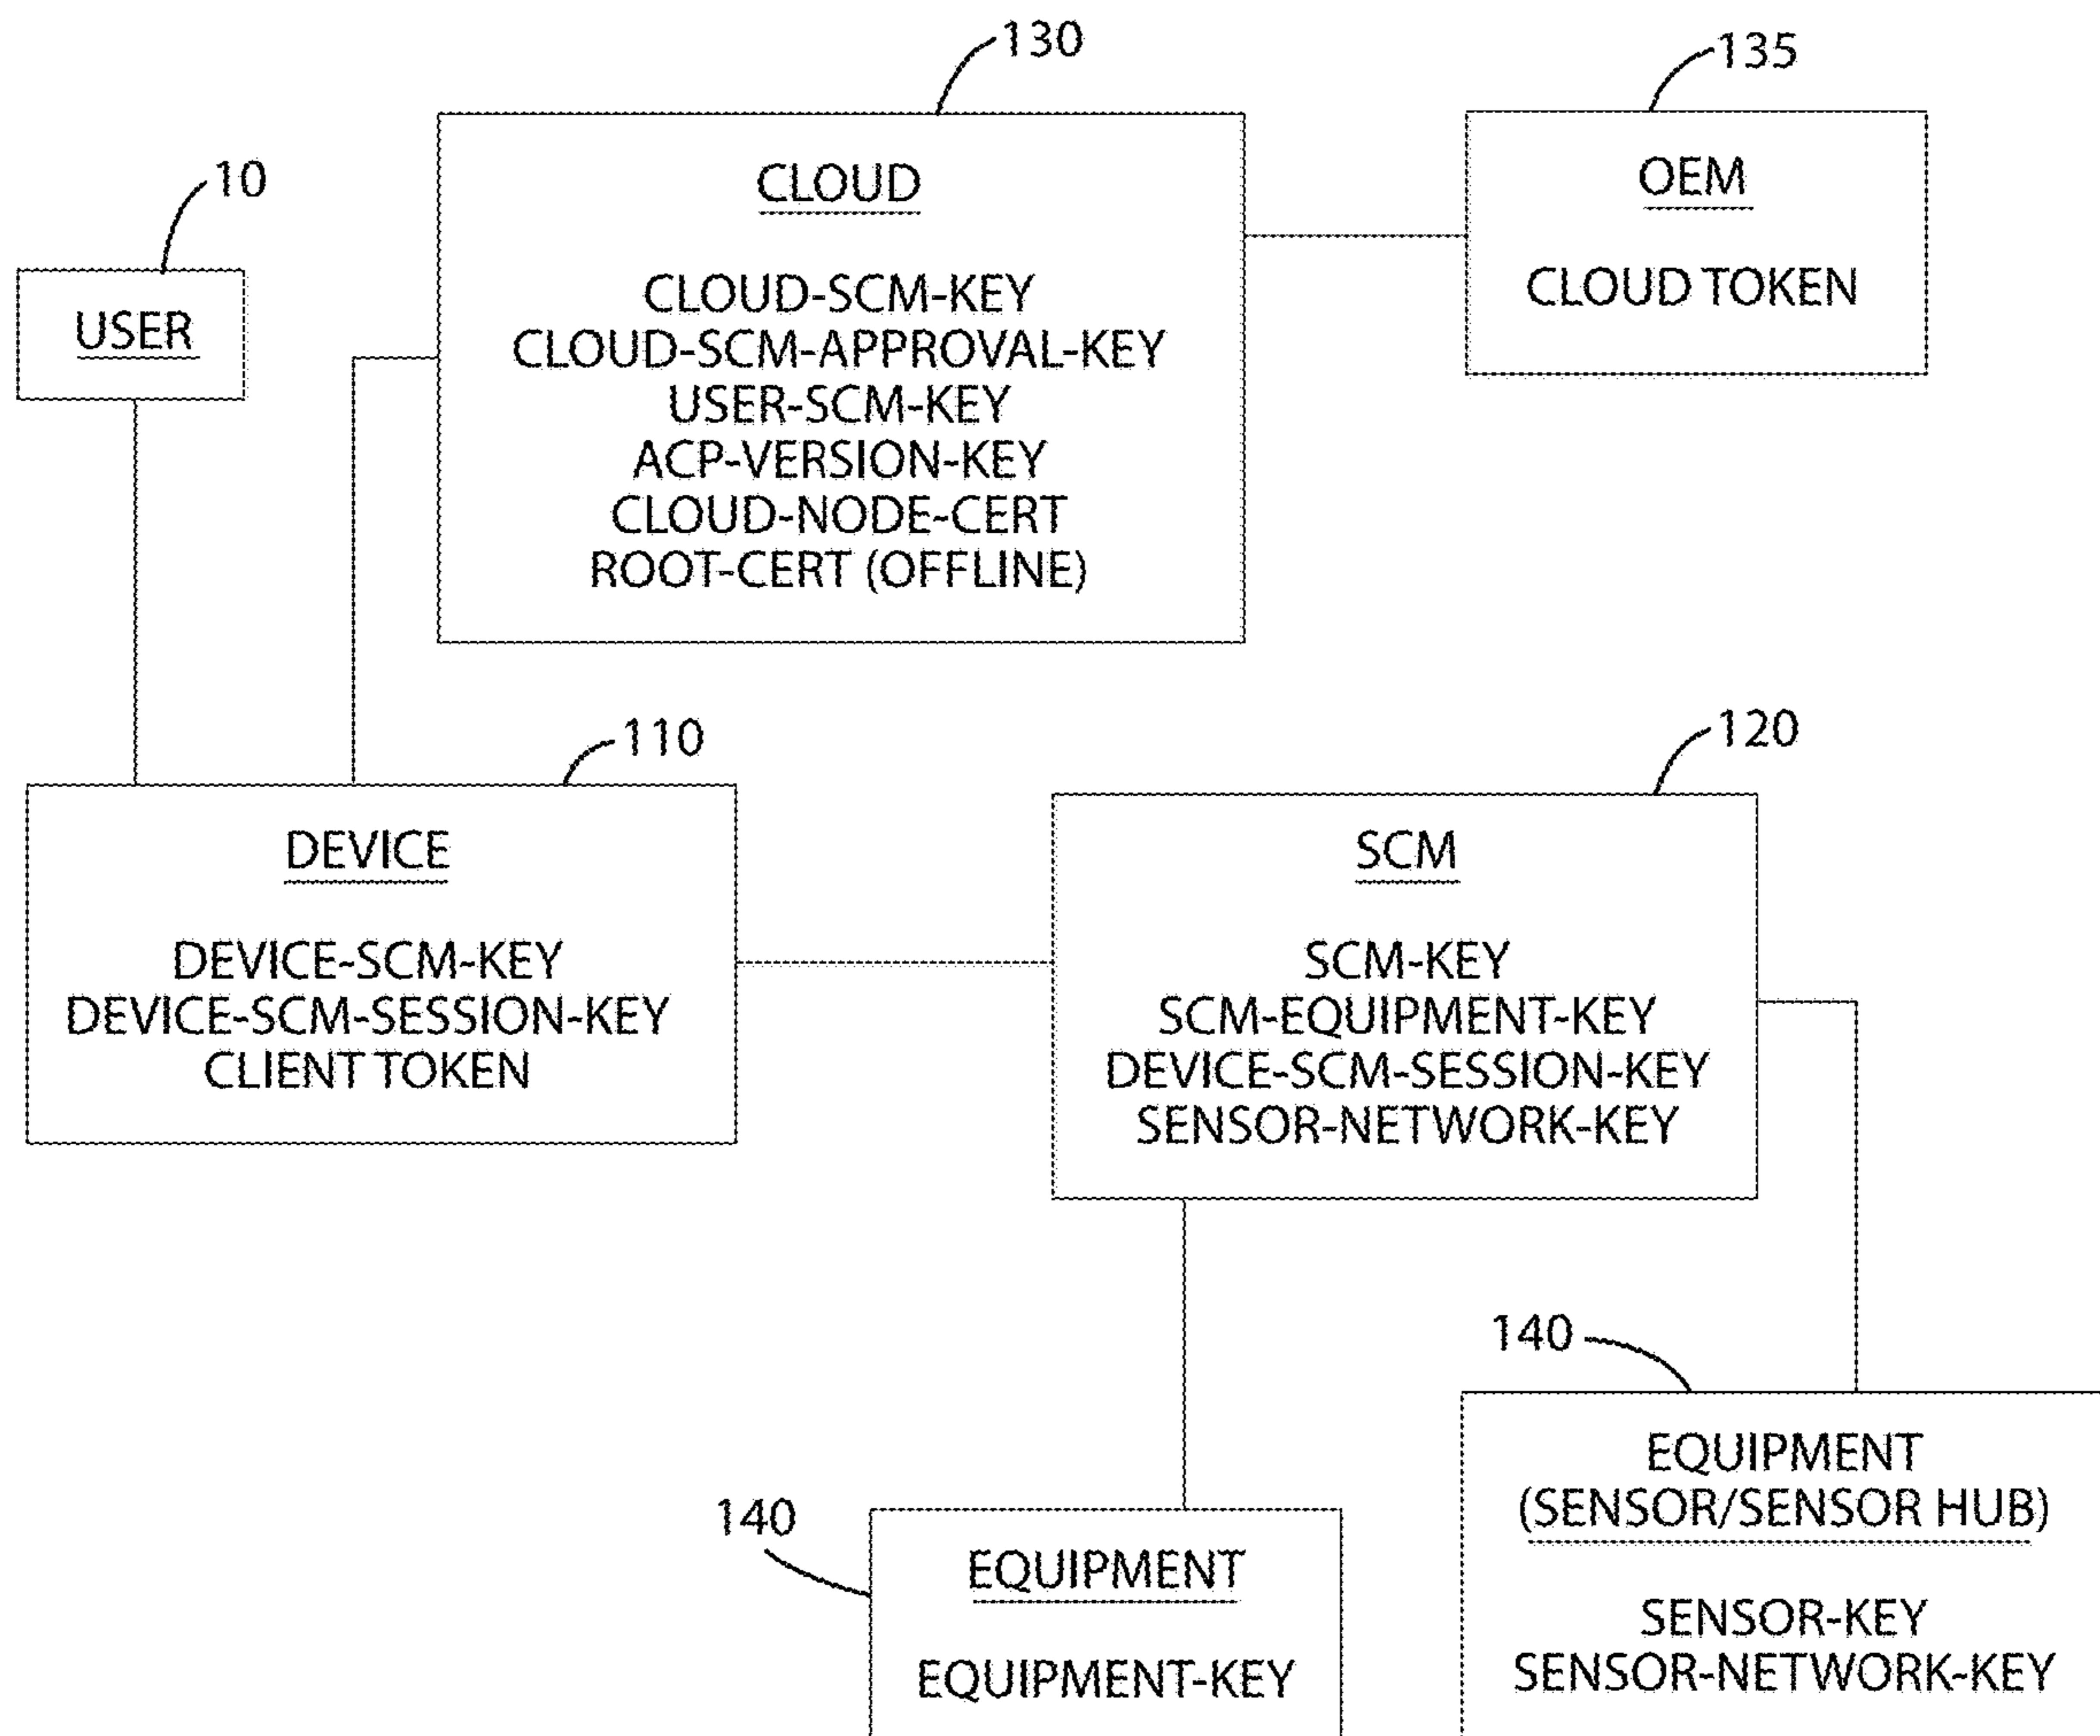 130
135
10
CLOUD
CLOUD-SCM-KEY
CLOUD-SCM-APPROVAL-KEY
USER-SCM-KEY
ACP-VERSION-KEY
CLOUD-NODE-CERT
ROOT-CERT (OFFLINE)
OEM
CLOUD TOKEN
USER
110
120
DEVICE
DEVICE-SCM-KEY
DEVICE-SCM-SESSION-KEY
CLIENT TOKEN
SCM
SCM-KEY
SCM-EQUIPMENT-KEY
DEVICE-SCM-SESSION-KEY
SENSOR-NETWORK-KEY
140
EQUIPMENT
EQUIPMENT-KEY
140
EQUIPMENT
(SENSOR/SENSOR HUB)
SENSOR-KEY
SENSOR-NETWORK-KEY